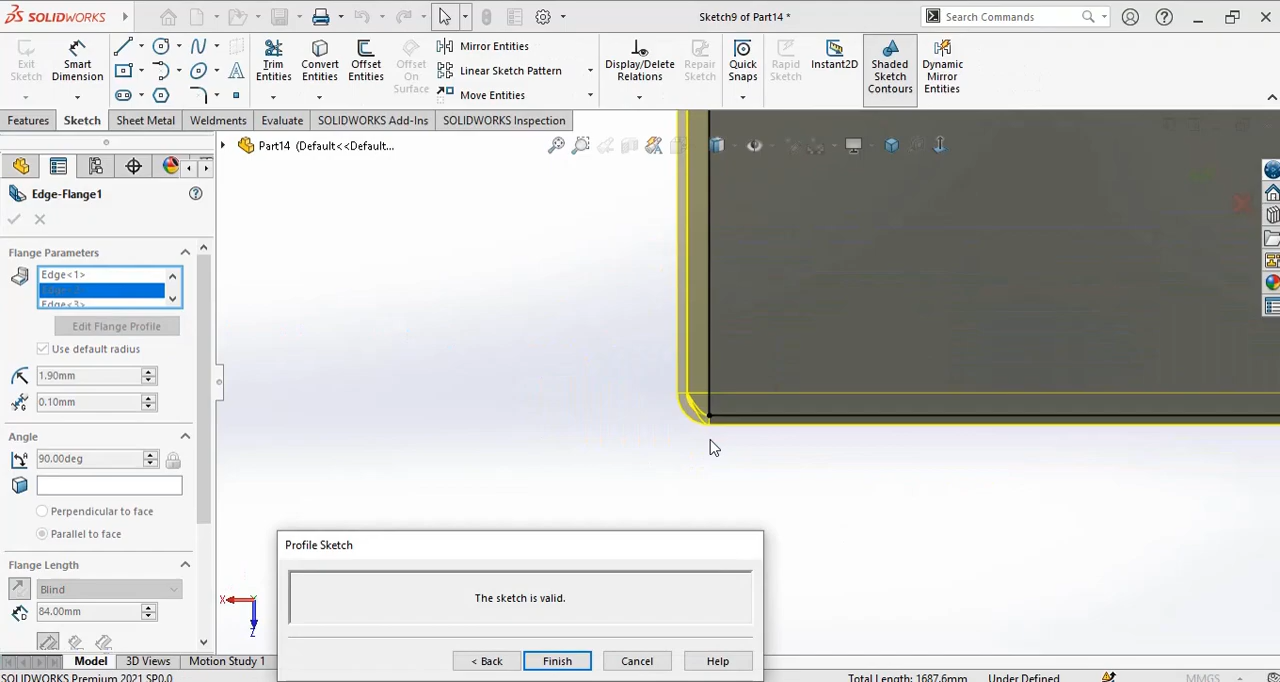 SOLIDWORKS
Sketch9 of Part14 *
Search Commands
Exit Sketch
Smart Dimension
Trim Entities
Convert Entities
Offset Entities
Offset On Surface
Mirror Entities
Linear Sketch Pattern
Move Entities
Display/Delete Relations
Repair Sketch
Quick Snaps
Rapid Sketch
Instant2D
Shaded Sketch Contours
Dynamic Mirror Entities
Features Sketch Sheet Metal Weldments Evaluate SOLIDWORKS Add-Ins SOLIDWORKS Inspection
Part14 (Default<<Default...
Edge-Flange1
Flange Parameters
Edge<1>
Edge<3>
Edit Flange Profile
Use default radius
1.90mm
0.10mm
Angle
90.00deg
Perpendicular to face
Parallel to face
Flange Length
Blind
84.00mm
X
Z
Profile Sketch
The sketch is valid.
< Back Finish Cancel Help
Model 3D Views Motion Study 1
SOLIDWORKS Premium 2021 SP0.0
Total Length: 1687.6mm Under Defined MMGS